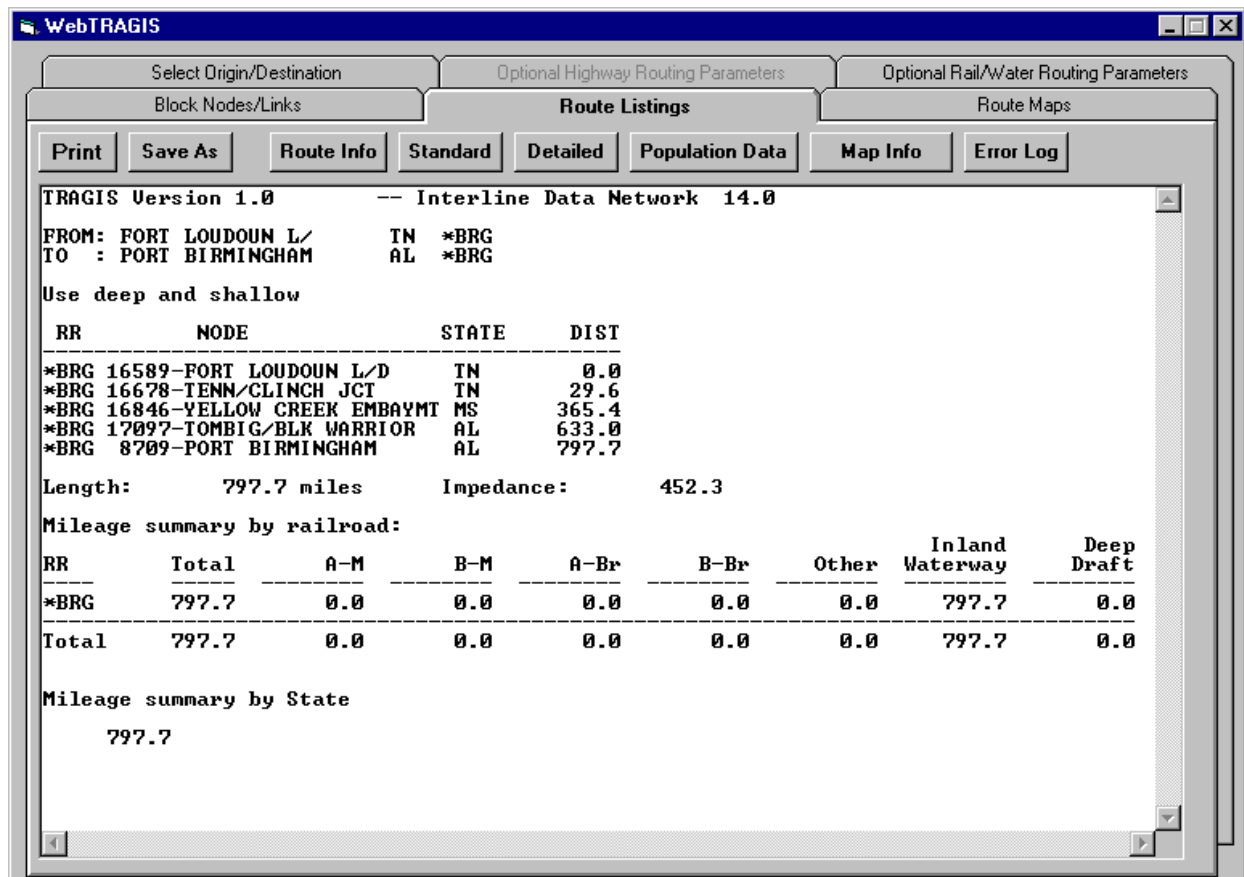 WebTRAGIS
Select Origin/Destination Optional Highway Routing Parameters Optional Rail/Water Routing Parameters
Block Nodes/Links Route Listings Route Maps
Print Save As Route Info Standard Detailed Population Data Map Info Error Log
TRAGIS Version 1.0 -- Interline Data Network 14.0
FROM: FORT LOUDOUN L/ TN *BRG
TO : PORT BIRMINGHAM AL *BRG
Use deep and shallow
RR NODE STATE DIST
*BRG 16589-FORT LOUDOUN L/D TN 0.0
*BRG 16678-TENN/CLINCH JCT TN 29.6
*BRG 16846-YELLOW CREEK EMBAYMT MS 365.4
*BRG 17097-TOMBIG/BLK WARRIOR AL 633.0
*BRG 8709-PORT BIRMINGHAM AL 797.7
Length: 797.7 miles Impedance: 452.3
Mileage summary by railroad:
Inland Deep
RR Total A-M B-M A-Br B-Br Other Waterway Draft
*BRG 797.7 0.0 0.0 0.0 0.0 0.0 797.7 0.0
Total 797.7 0.0 0.0 0.0 0.0 0.0 797.7 0.0
Mileage summary by State
797.7